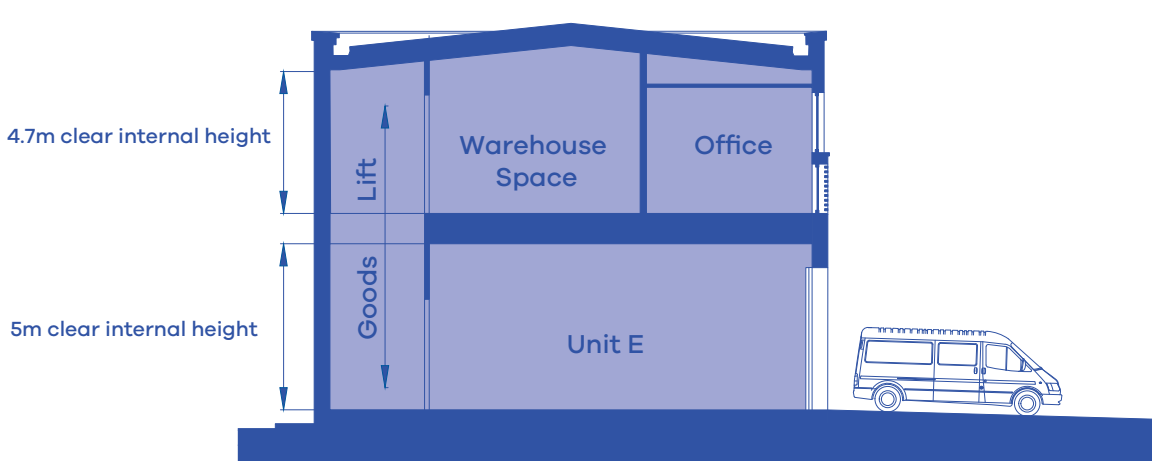 4.7m clear internal height
Warehouse
Space
Office
Goods Lift
5m clear internal height
Unit E